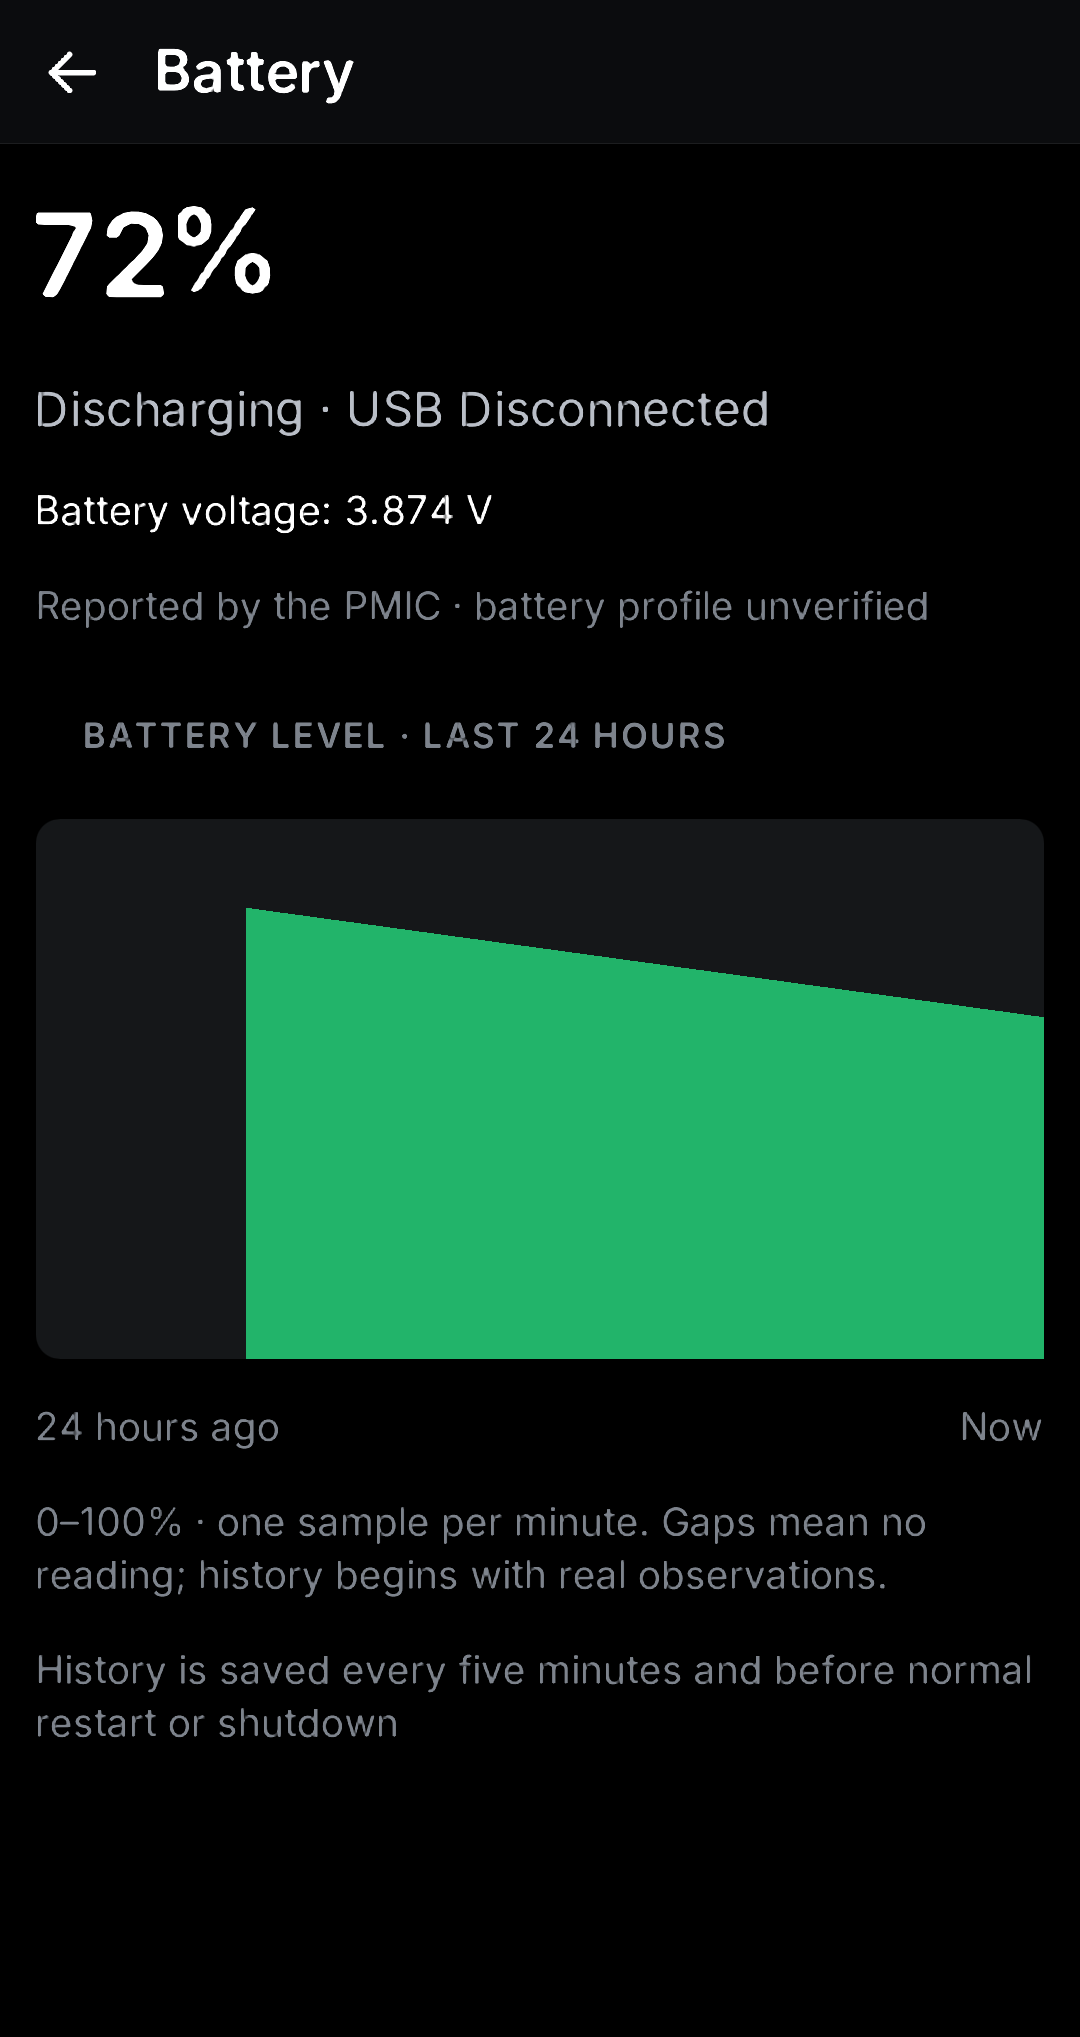 Battery
72%
Discharging · USB Disconnected
Battery voltage: 3.874 V
Reported by the PMIC · battery profile unverified
BATTERY LEVEL · LAST 24 HOURS
24 hours ago
Now
0–100% · one sample per minute. Gaps mean no
reading; history begins with real observations.
History is saved every five minutes and before normal
restart or shutdown